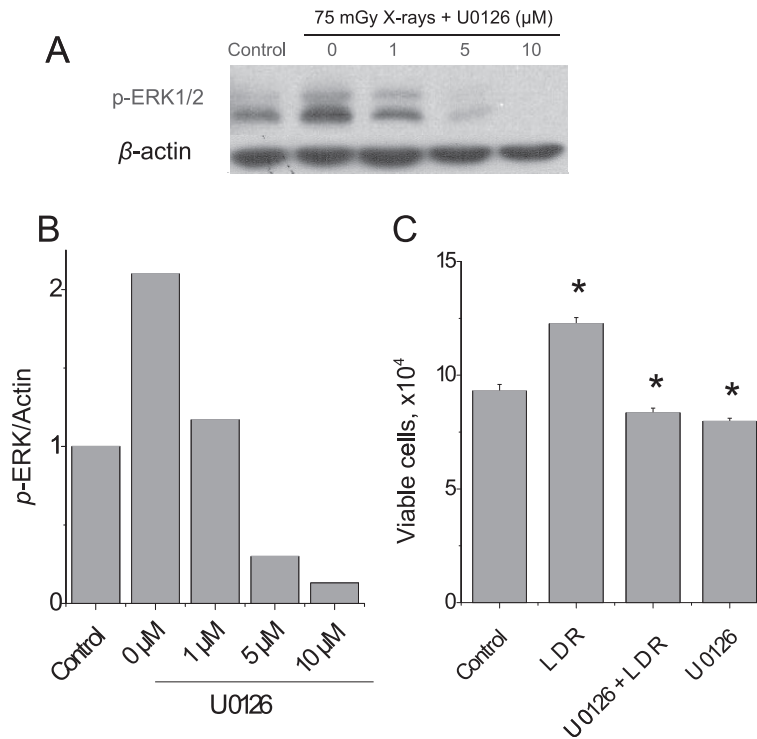 A
75 mGy X-rays + U0126 (µM)
Control 0 1 5 10
p-ERK1/2
β-actin
B
p-ERK/Actin
2
1
0
Control
0 µM
1 µM
5 µM
10 µM
U0126
C
Viable cells, x10⁴
15
10
5
0
*
*
*
Control
LDR
U0126 + LDR
U0126